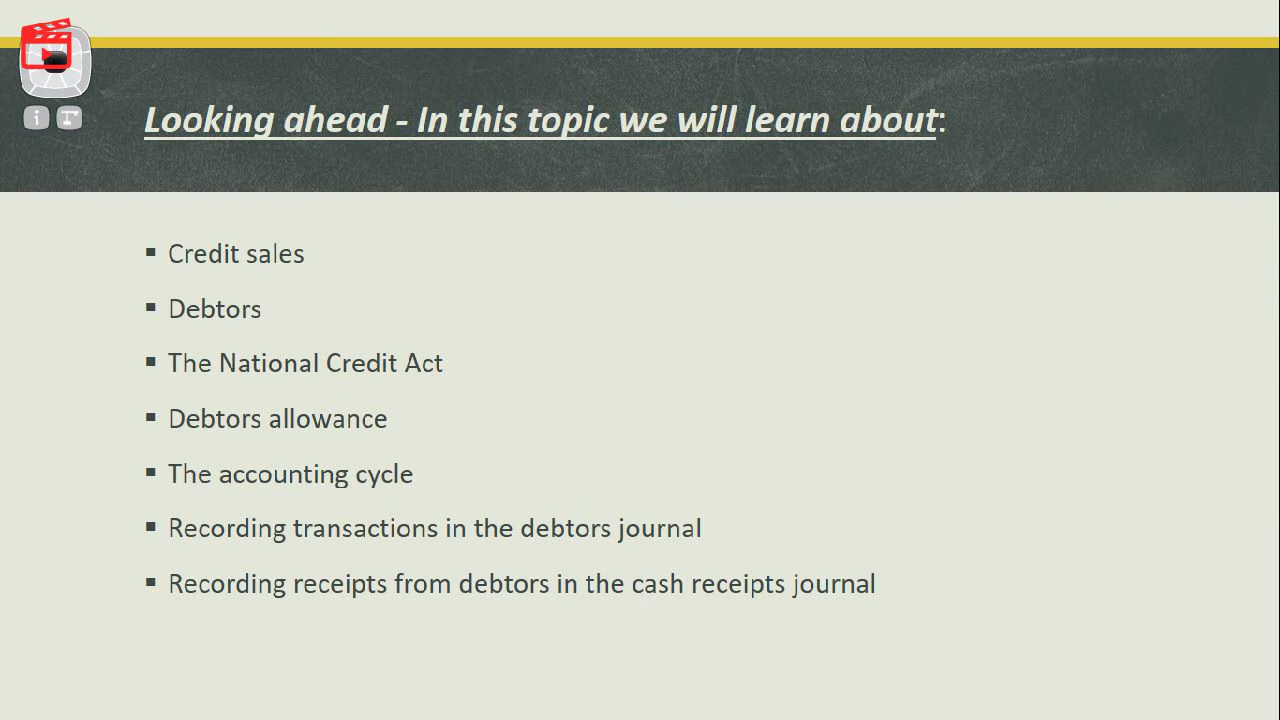 Looking ahead - In this topic we will learn about:
▪ Credit sales
▪ Debtors
▪ The National Credit Act
▪ Debtors allowance
▪ The accounting cycle
▪ Recording transactions in the debtors journal
▪ Recording receipts from debtors in the cash receipts journal